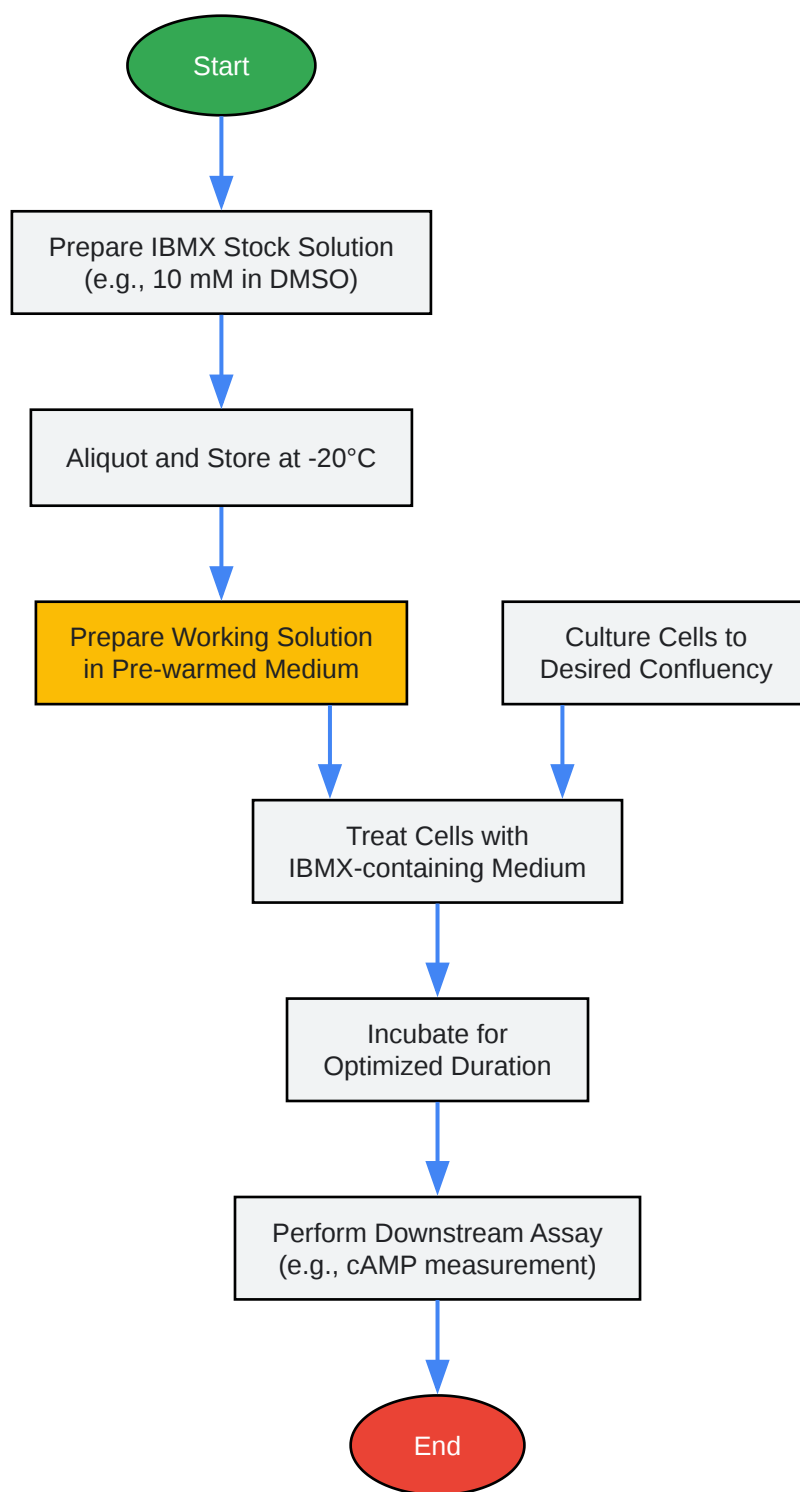 Start
Prepare IBMX Stock Solution
(e.g., 10 mM in DMSO)
Aliquot and Store at -20°C
Prepare Working Solution
in Pre-warmed Medium
Culture Cells to
Desired Confluency
Treat Cells with
IBMX-containing Medium
Incubate for
Optimized Duration
Perform Downstream Assay
(e.g., cAMP measurement)
End